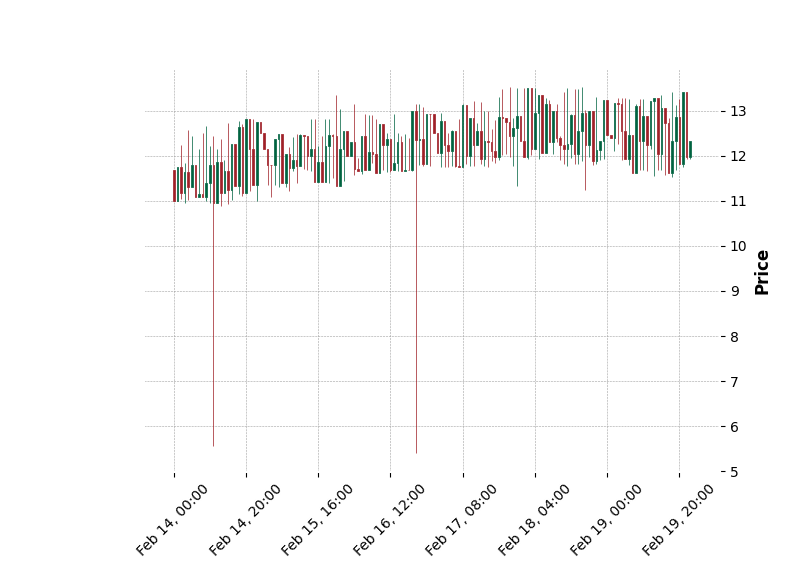 13
12
11
10
9
8
7
6
5
Price
Feb 14, 00:00
Feb 14, 20:00
Feb 15, 16:00
Feb 16, 12:00
Feb 17, 08:00
Feb 18, 04:00
Feb 19, 00:00
Feb 19, 20:00